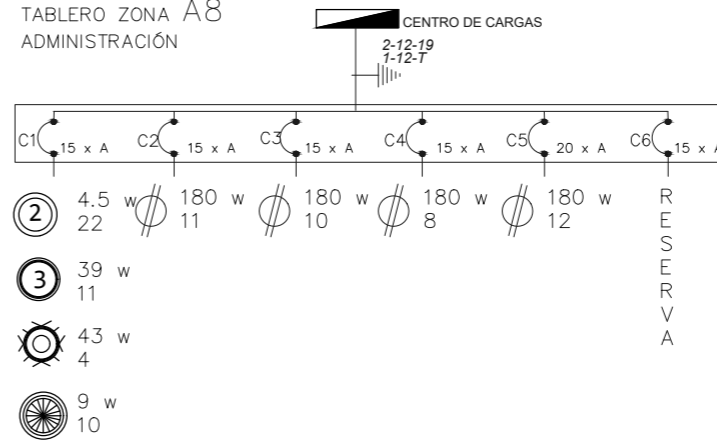 TABLERO ZONA A8
ADMINISTRACIÓN
CENTRO DE CARGAS
2-12-19
1-12-T
C1 15 x A C2 15 x A C3 15 x A C4 15 x A C5 20 x A C6 15 x A
2 4.5 w 180 w 180 w 180 w 180 w
22 11 10 8 12
3 39 w
11
43 w
4
9 w
10
R
E
S
E
R
V
A